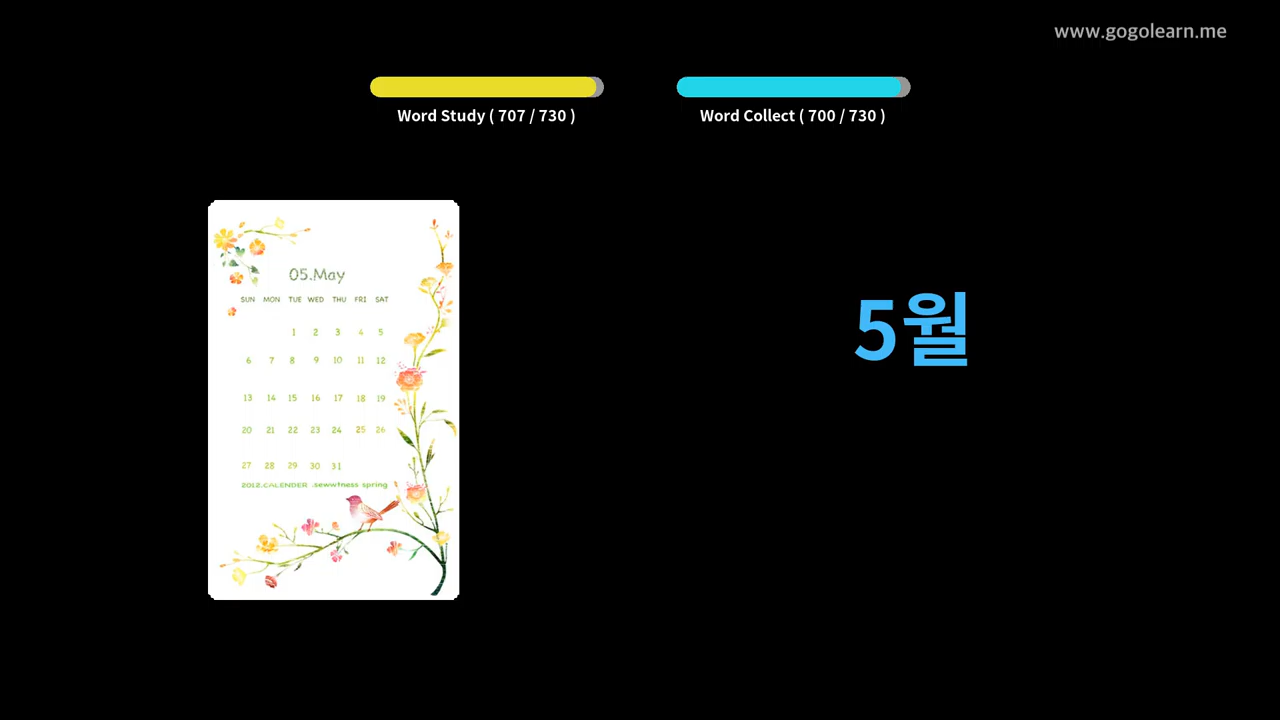 www.gogolearn.me
Word Study ( 707 / 730 )
Word Collect ( 700 / 730 )
05.May
SUN MON TUE WED THU FRI SAT
1 2 3 4 5
6 7 8 9 10 11 12
13 14 15 16 17 18 19
20 21 22 23 24 25 26
27 28 29 30 31
2012.CALENDER .sewwtness spring
5월